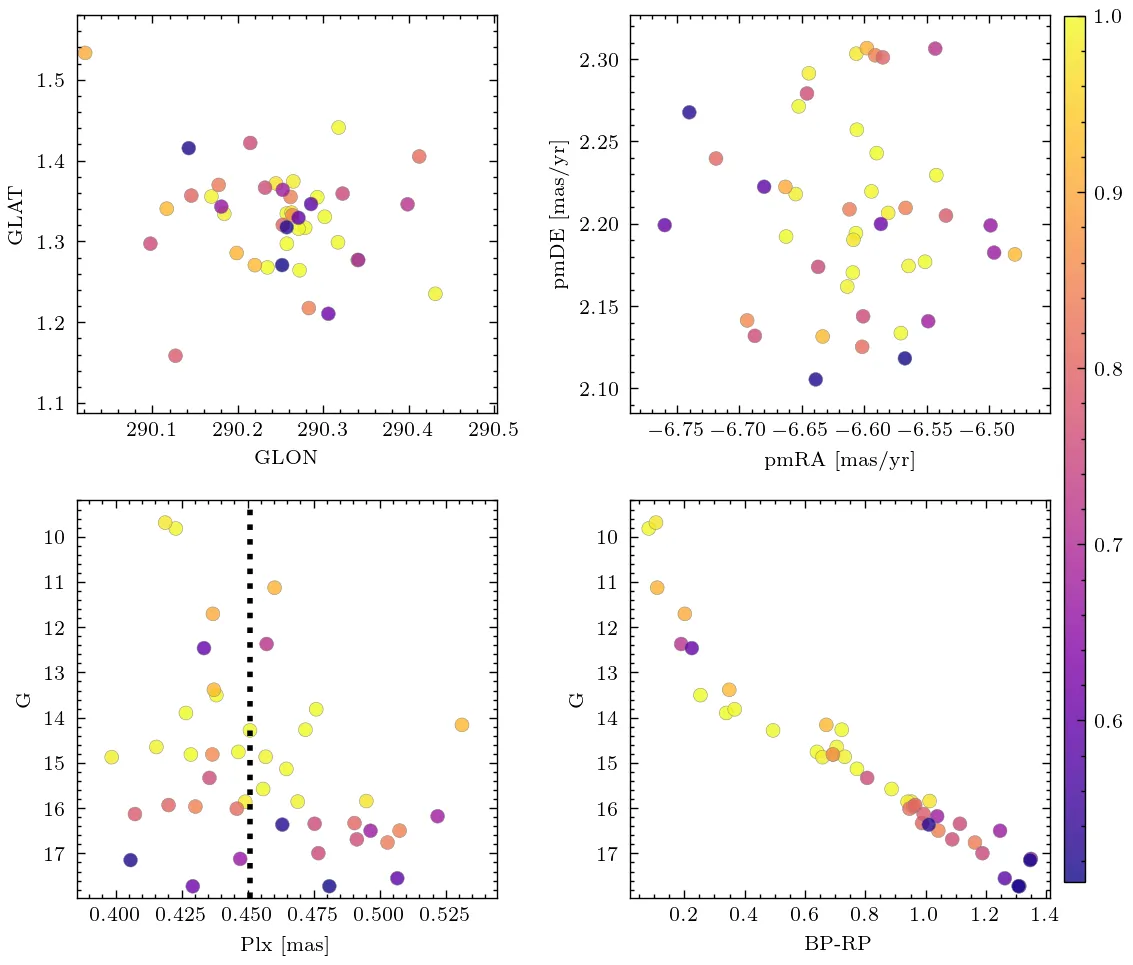 1.5
1.4
1.3
1.2
1.1
GLAT
290.1 290.2 290.3 290.4 290.5
GLON
2.30
2.25
2.20
2.15
2.10
pmDE [mas/yr]
−6.75 −6.70 −6.65 −6.60 −6.55 −6.50
pmRA [mas/yr]
1.0
0.9
0.8
0.7
0.6
10
11
12
13
14
15
16
17
G
0.400 0.425 0.450 0.475 0.500 0.525
Plx [mas]
10
11
12
13
14
15
16
17
G
0.2 0.4 0.6 0.8 1.0 1.2 1.4
BP-RP